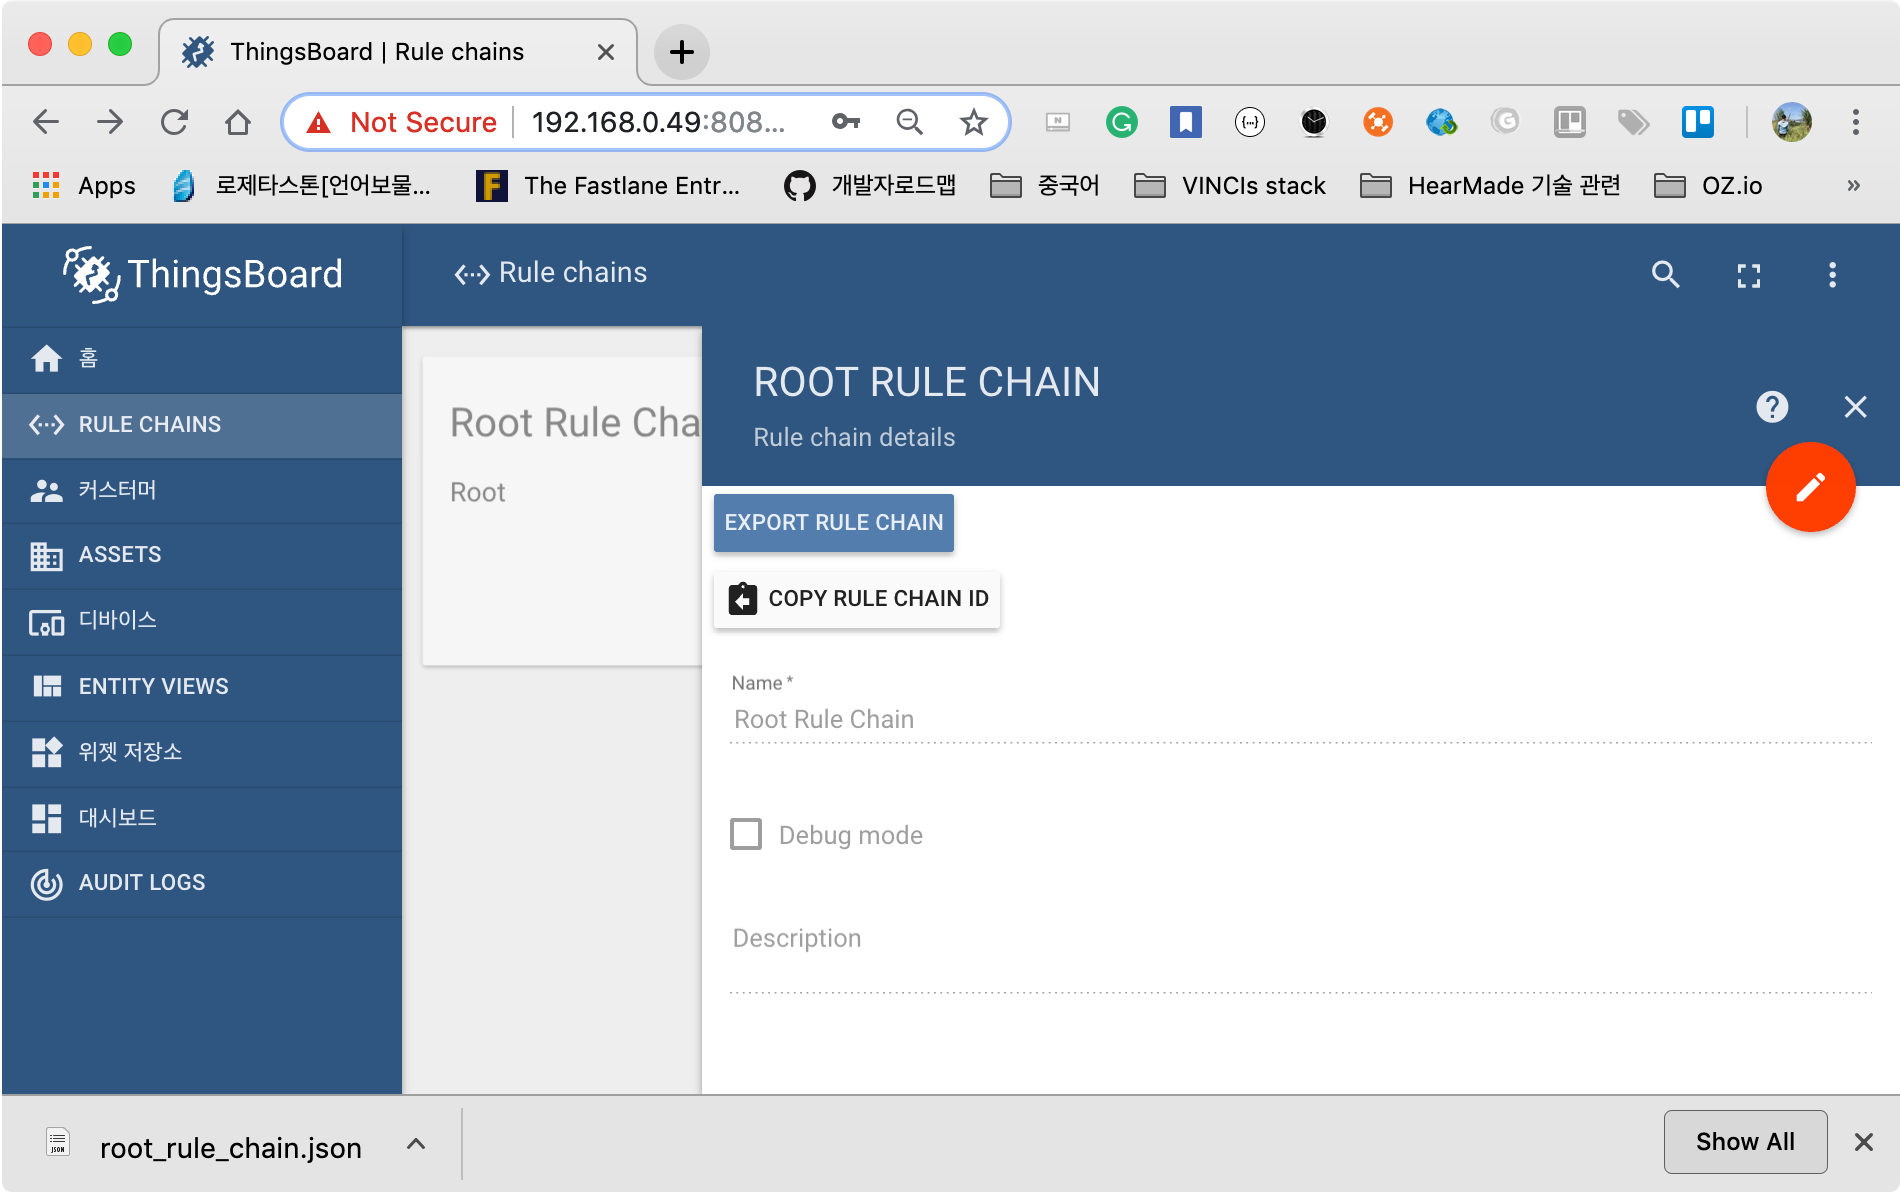 ThingsBoard | Rule chains
Not Secure
192.168.0.49:808...
Apps
로제타스톤[언어보물...
The Fastlane Entr...
개발자로드맵
중국어
VINCIs stack
HearMade 기술 관련
OZ.io
»
ThingsBoard
Rule chains
홈
RULE CHAINS
커스터머
ASSETS
디바이스
ENTITY VIEWS
위젯 저장소
대시보드
AUDIT LOGS
Root Rule Cha
Root
ROOT RULE CHAIN
Rule chain details
EXPORT RULE CHAIN
COPY RULE CHAIN ID
Name *
Root Rule Chain
Debug mode
Description
JSON
root_rule_chain.json
Show All